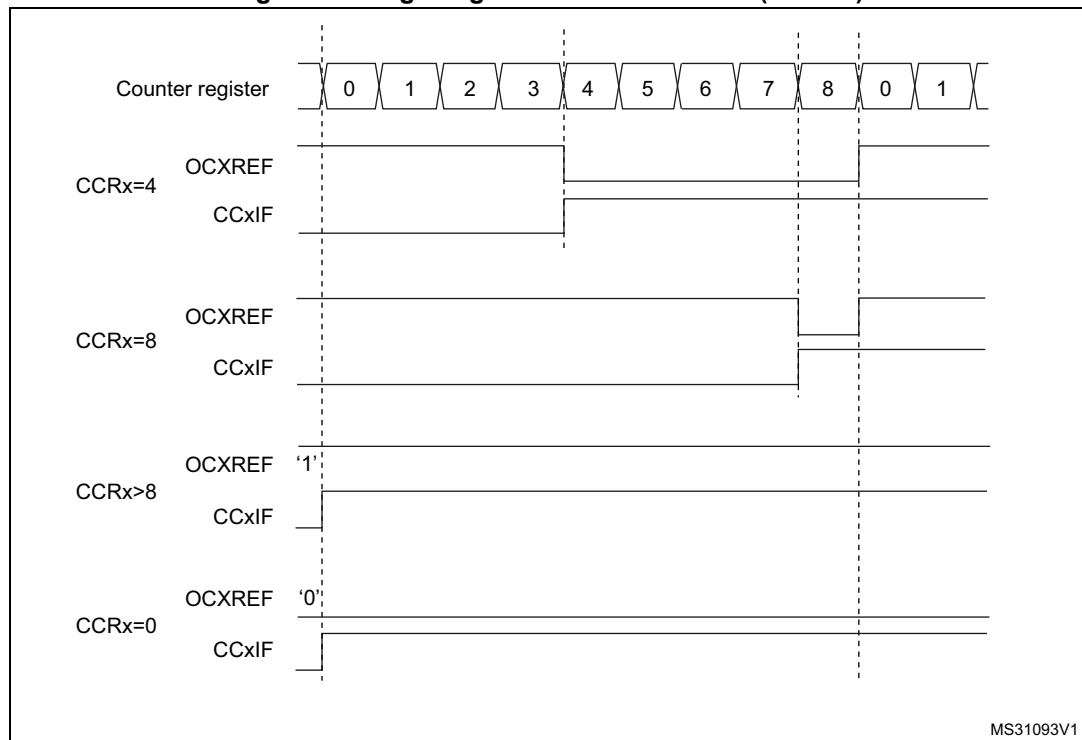 Counter register 0 1 2 3 4 5 6 7 8 0 1
OCXREF
CCRx=4
CCxIF
OCXREF
CCRx=8
CCxIF
OCXREF ‘1’
CCRx>8
CCxIF
OCXREF ‘0’
CCRx=0
CCxIF
MS31093V1